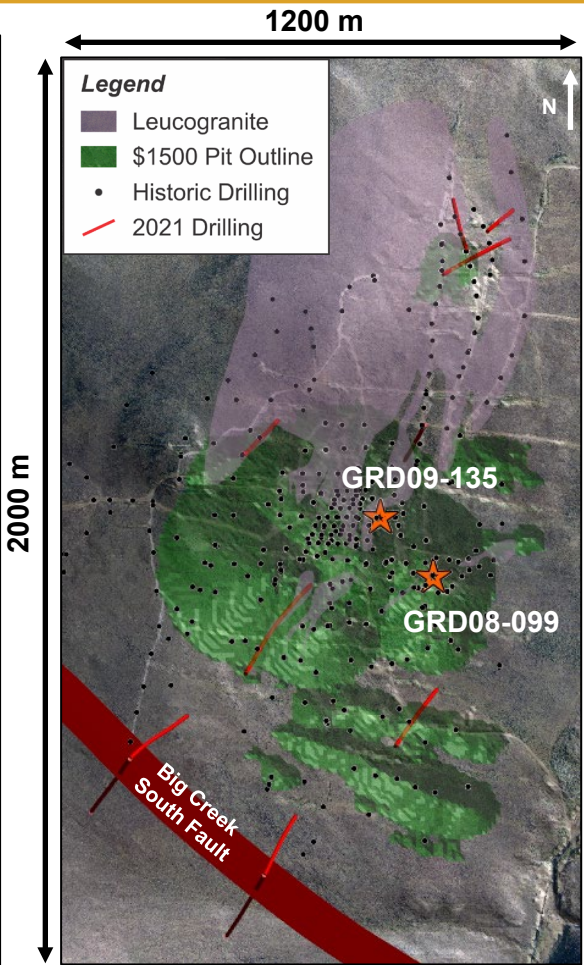 1200 m
2000 m
Legend
Leucogranite
$1500 Pit Outline
Historic Drilling
2021 Drilling
N
GRD09-135
GRD08-099
Big Creek
South Fault